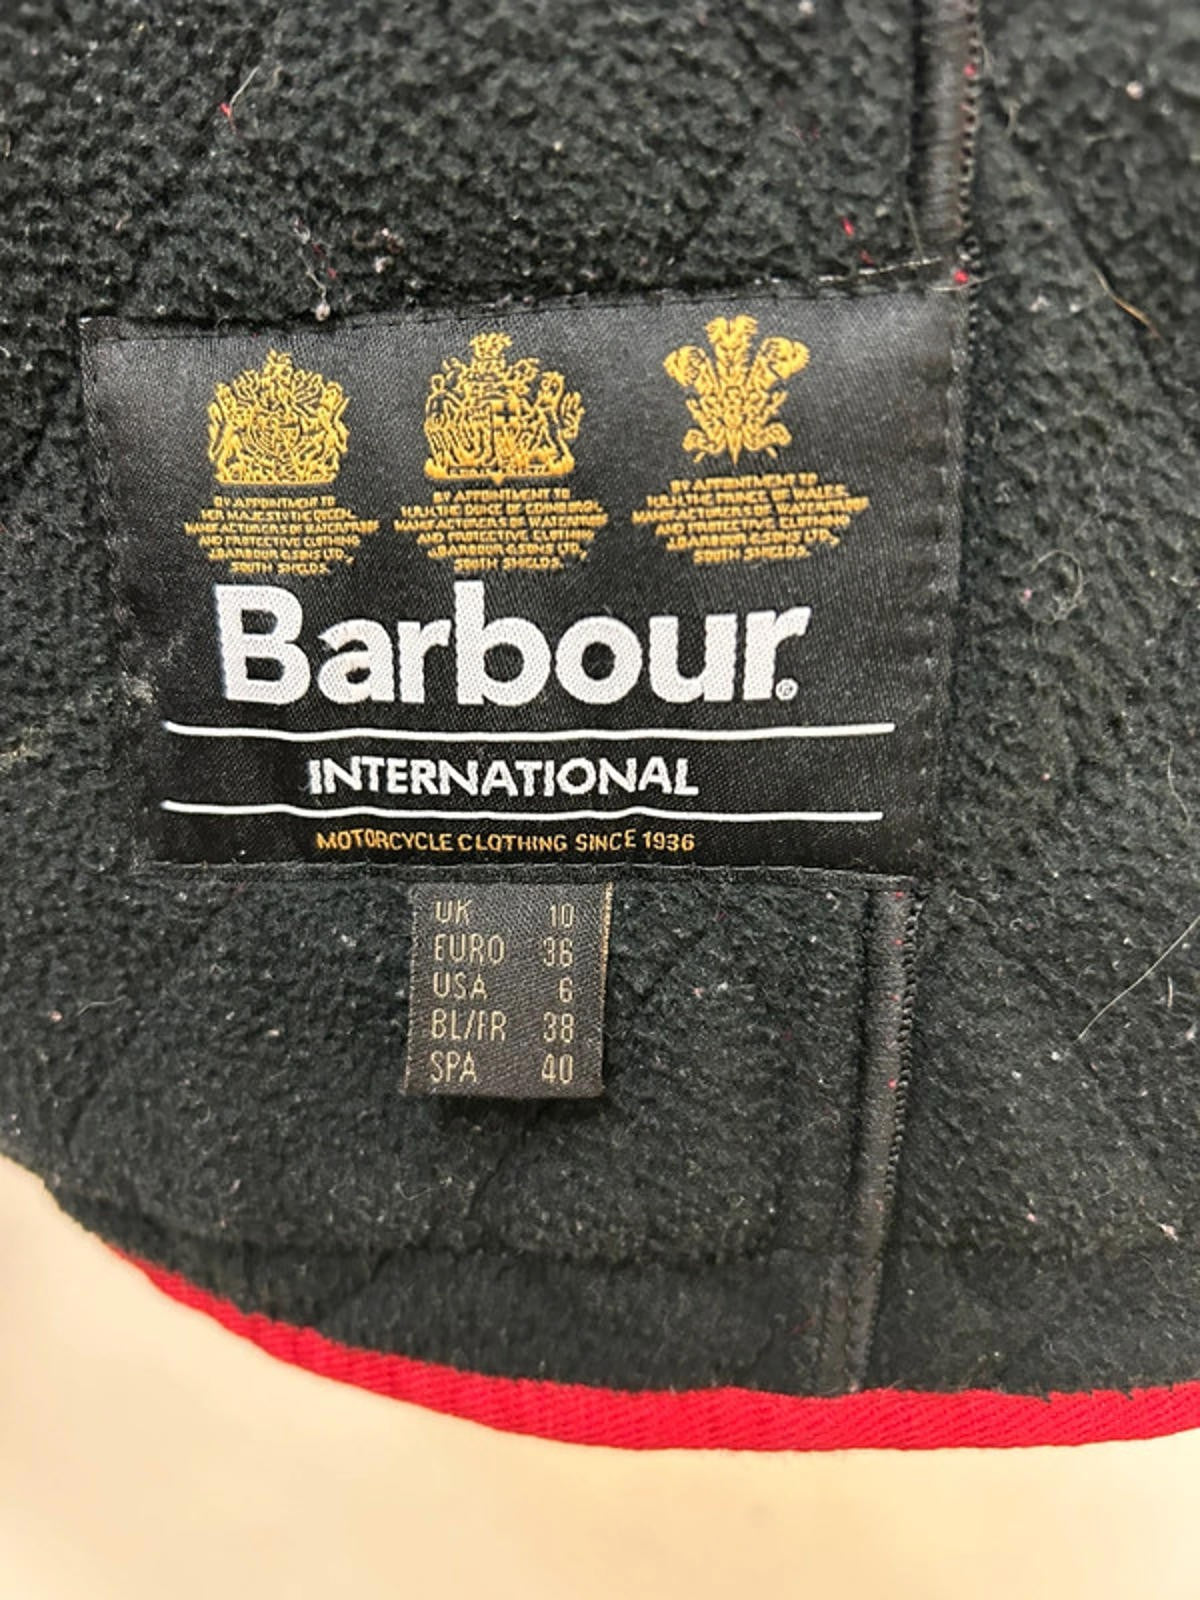 BY APPOINTMENT TO
HER MAJESTY THE QUEEN,
MANUFACTURERS OF WATERPROOF
AND PROTECTIVE CLOTHING
J.BARBOUR & SONS LTD.,
SOUTH SHIELDS.
BY APPOINTMENT TO
H.R.H. THE DUKE OF EDINBURGH,
MANUFACTURERS OF WATERPROOF
AND PROTECTIVE CLOTHING
J.BARBOUR & SONS LTD.,
SOUTH SHIELDS.
BY APPOINTMENT TO
H.R.H. THE PRINCE OF WALES,
MANUFACTURERS OF WATERPROOF
AND PROTECTIVE CLOTHING
J.BARBOUR & SONS LTD.,
SOUTH SHIELDS.
Barbour®
INTERNATIONAL
MOTORCYCLE CLOTHING SINCE 1936
UK 10
EURO 36
USA 6
BL/FR 38
SPA 40